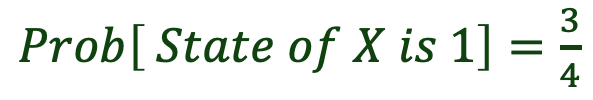 Prob[ State of X is 1] = 3/4